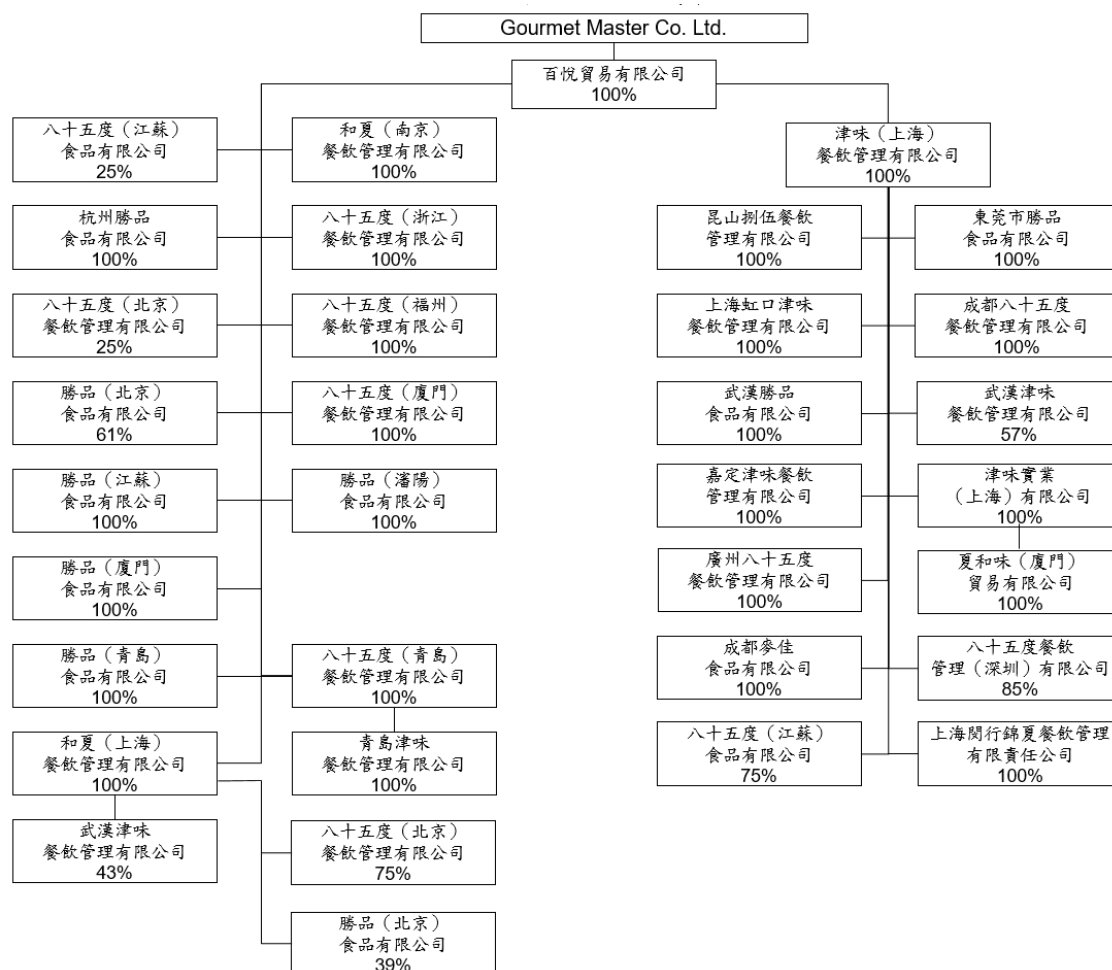 Gourmet Master Co. Ltd.
百悅貿易有限公司
100%
八十五度（江蘇）
食品有限公司
25%
和夏（南京）
餐飲管理有限公司
100%
津味（上海）
餐飲管理有限公司
100%
杭州勝品
食品有限公司
100%
八十五度（浙江）
餐飲管理有限公司
100%
昆山捌伍餐飲
管理有限公司
100%
東莞市勝品
食品有限公司
100%
八十五度（北京）
餐飲管理有限公司
25%
八十五度（福州）
餐飲管理有限公司
100%
上海虹口津味
餐飲管理有限公司
100%
成都八十五度
餐飲管理有限公司
100%
勝品（北京）
食品有限公司
61%
八十五度（廈門）
餐飲管理有限公司
100%
武漢勝品
食品有限公司
100%
武漢津味
餐飲管理有限公司
57%
勝品（江蘇）
食品有限公司
100%
勝品（瀋陽）
食品有限公司
100%
嘉定津味餐飲
管理有限公司
100%
津味實業
（上海）有限公司
100%
勝品（廈門）
食品有限公司
100%
廣州八十五度
餐飲管理有限公司
100%
夏和味（廈門）
貿易有限公司
100%
勝品（青島）
食品有限公司
100%
八十五度（青島）
餐飲管理有限公司
100%
成都麥佳
食品有限公司
100%
八十五度餐飲
管理（深圳）有限公司
85%
和夏（上海）
餐飲管理有限公司
100%
青島津味
餐飲管理有限公司
100%
八十五度（江蘇）
食品有限公司
75%
上海閔行錦夏餐飲管理
有限責任公司
100%
武漢津味
餐飲管理有限公司
43%
八十五度（北京）
餐飲管理有限公司
75%
勝品（北京）
食品有限公司
39%